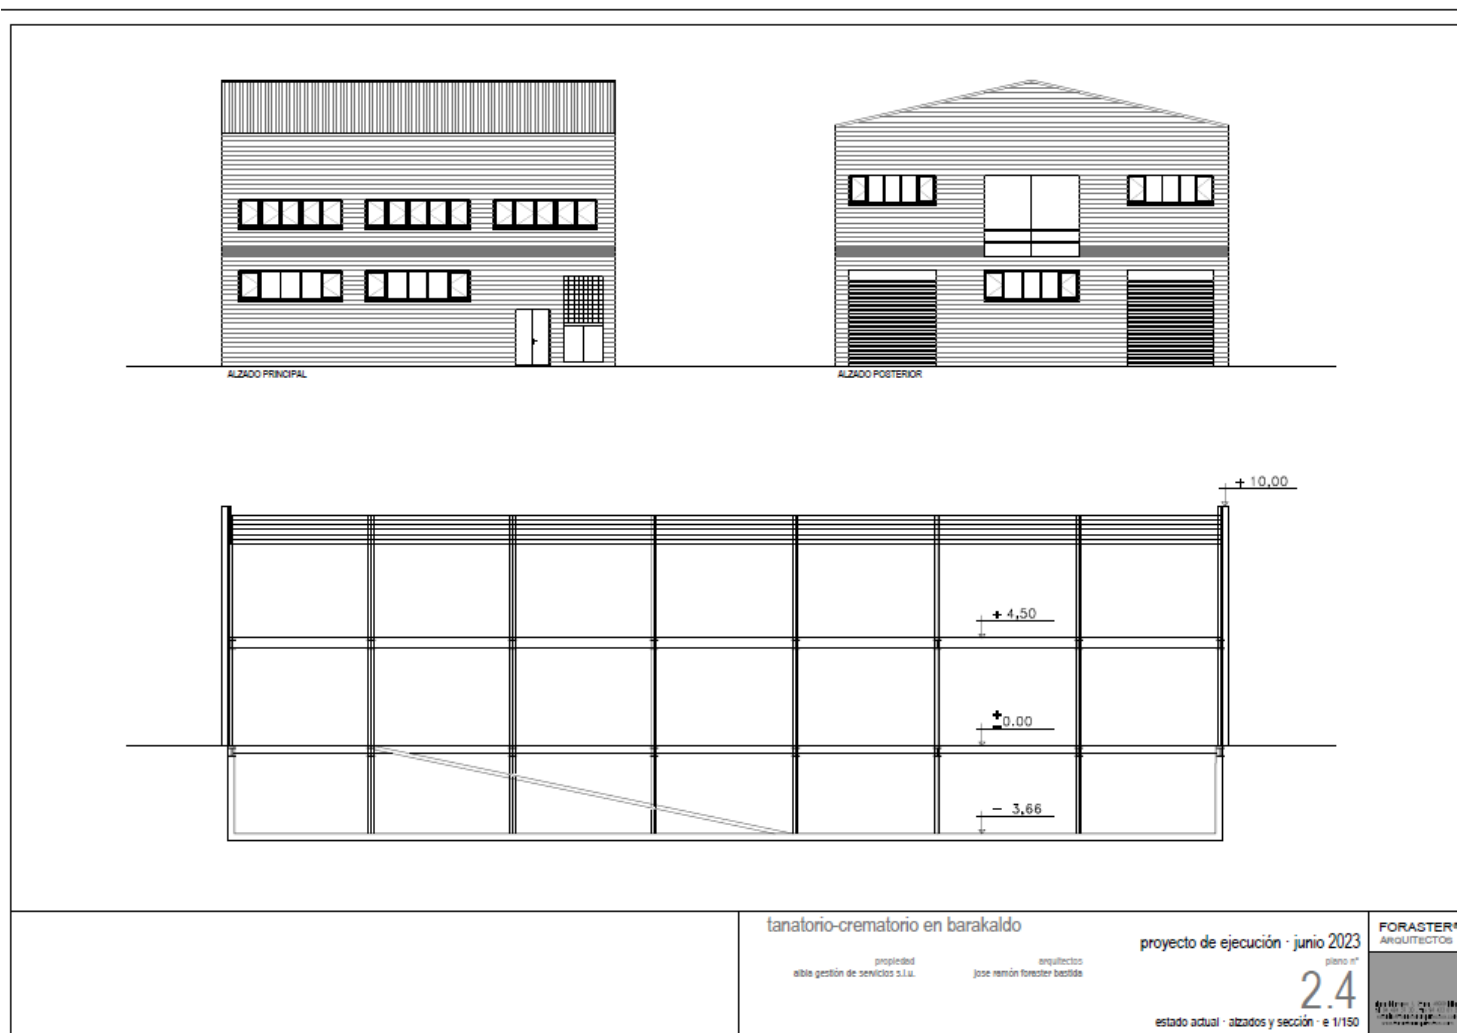 ALZADO PRINCIPAL
ALZADO POSTERIOR
+ 10,00
+ 4,50
± 0.00
- 3,66
tanatorio-crematorio en barakaldo
propiedad
albia gestión de servicios s.l.u.
arquitectos
jose ramón foraster bastida
proyecto de ejecución · junio 2023
plano nº
2.4
estado actual · alzados y sección · e 1/150
FORASTER®
ARQUITECTOS